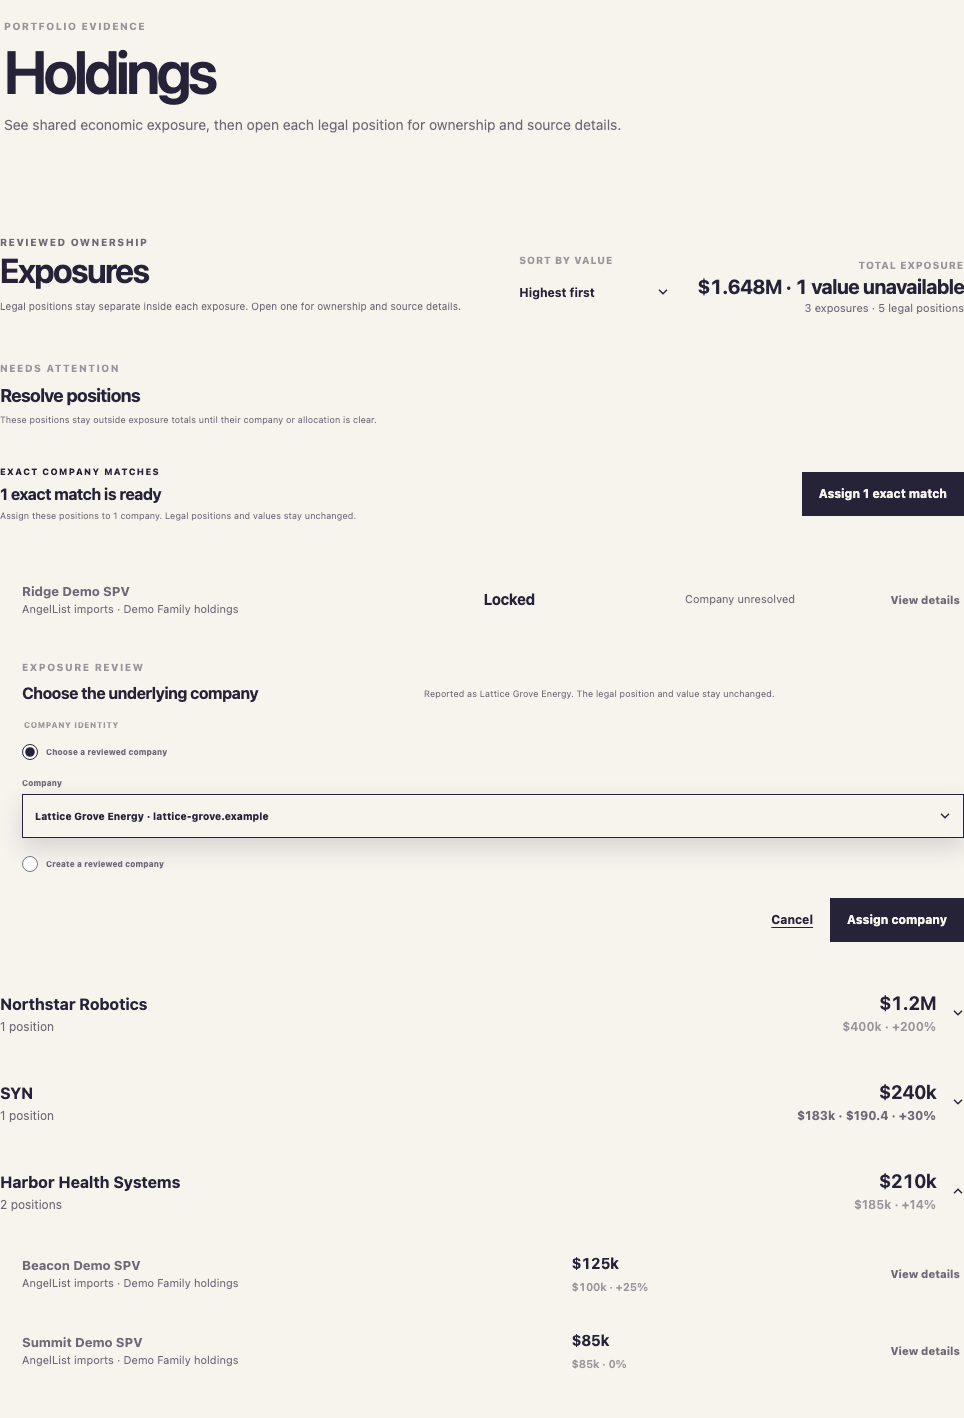 PORTFOLIO EVIDENCE
Holdings
See shared economic exposure, then open each legal position for ownership and source details.
REVIEWED OWNERSHIP
Exposures
Legal positions stay separate inside each exposure. Open one for ownership and source details.
SORT BY VALUE
Highest first
TOTAL EXPOSURE
$1.648M · 1 value unavailable
3 exposures · 5 legal positions
NEEDS ATTENTION
Resolve positions
These positions stay outside exposure totals until their company or allocation is clear.
EXACT COMPANY MATCHES
1 exact match is ready
Assign these positions to 1 company. Legal positions and values stay unchanged.
Assign 1 exact match
Ridge Demo SPV
AngelList imports · Demo Family holdings
Locked
Company unresolved
View details
EXPOSURE REVIEW
Choose the underlying company
Reported as Lattice Grove Energy. The legal position and value stay unchanged.
COMPANY IDENTITY
Choose a reviewed company
Company
Lattice Grove Energy · lattice-grove.example
Create a reviewed company
Cancel
Assign company
Northstar Robotics
1 position
$1.2M
$400k · +200%
SYN
1 position
$240k
$183k · $190.4 · +30%
Harbor Health Systems
2 positions
$210k
$185k · +14%
Beacon Demo SPV
AngelList imports · Demo Family holdings
$125k
$100k · +25%
View details
Summit Demo SPV
AngelList imports · Demo Family holdings
$85k
$85k · 0%
View details